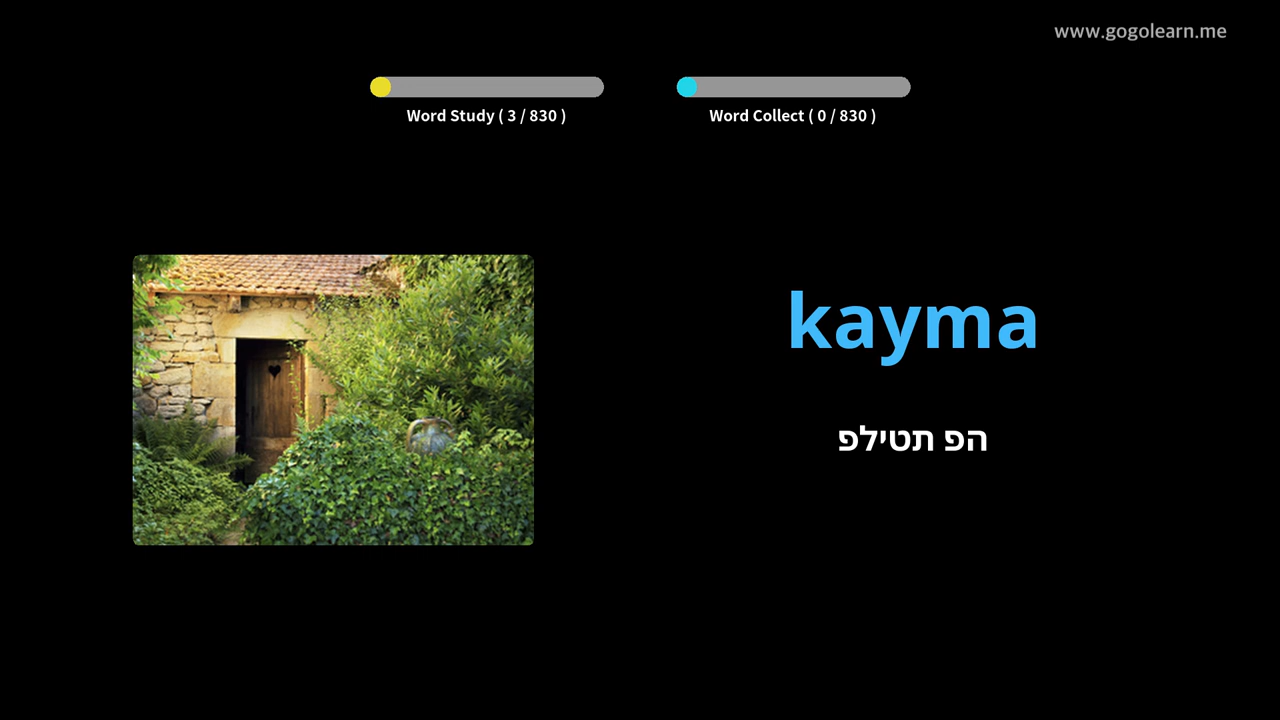 www.gogolearn.me
Word Study ( 3 / 830 )
Word Collect ( 0 / 830 )
kayma
הפ תטילפ